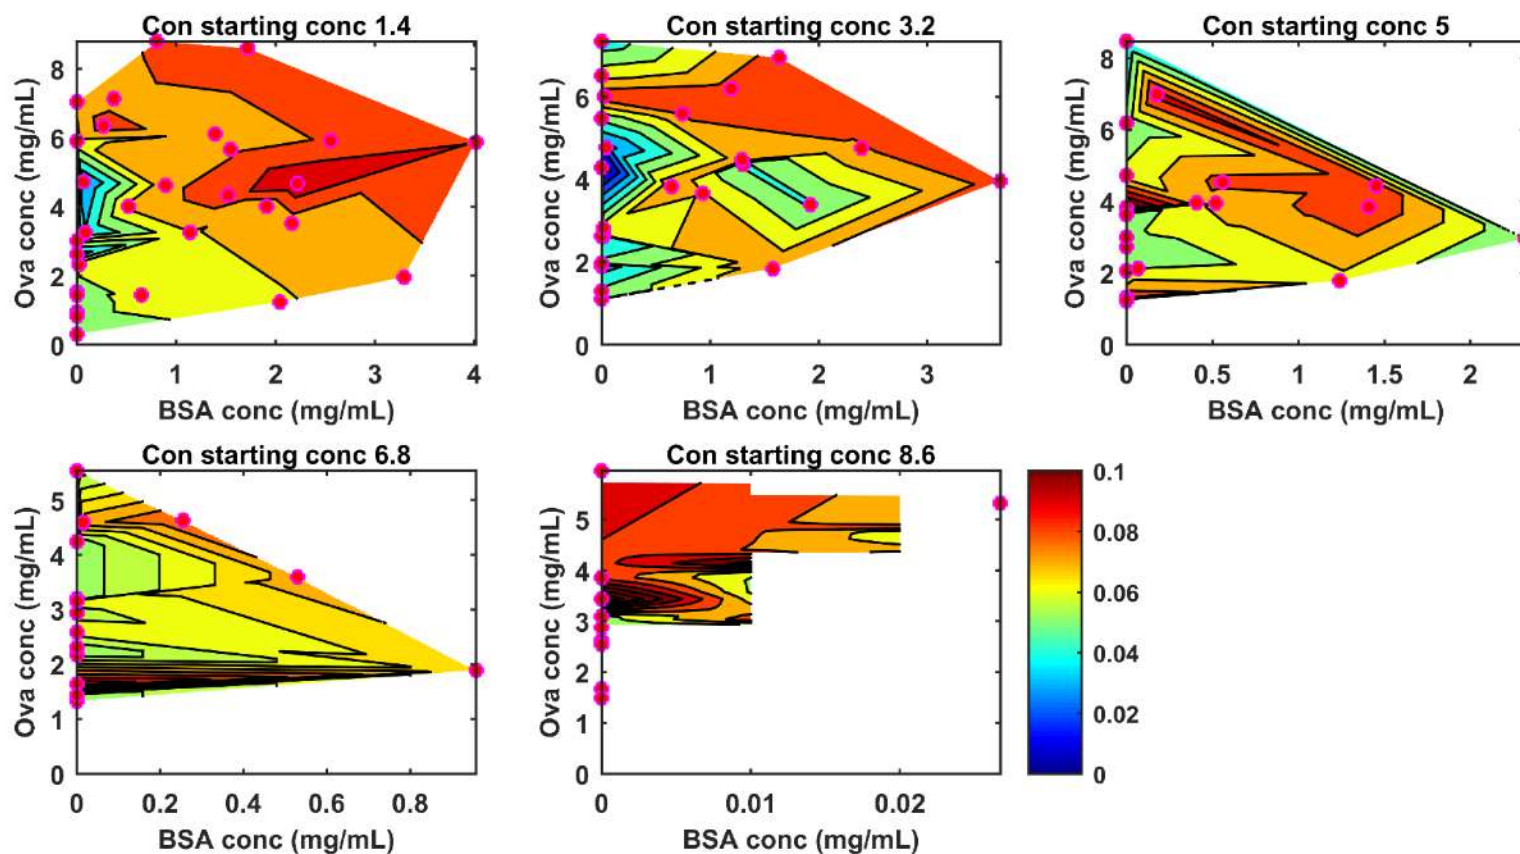 Con starting conc 1.4
Ova conc (mg/mL)
8
6
4
2
0
0 1 2 3 4
BSA conc (mg/mL)
Con starting conc 3.2
Ova conc (mg/mL)
6
4
2
0
0 1 2 3
BSA conc (mg/mL)
Con starting conc 5
Ova conc (mg/mL)
8
6
4
2
0
0 0.5 1 1.5 2
BSA conc (mg/mL)
Con starting conc 6.8
Ova conc (mg/mL)
5
4
3
2
1
0
0 0.2 0.4 0.6 0.8
BSA conc (mg/mL)
Con starting conc 8.6
Ova conc (mg/mL)
5
4
3
2
1
0
0 0.01 0.02
BSA conc (mg/mL)
0.1
0.08
0.06
0.04
0.02
0